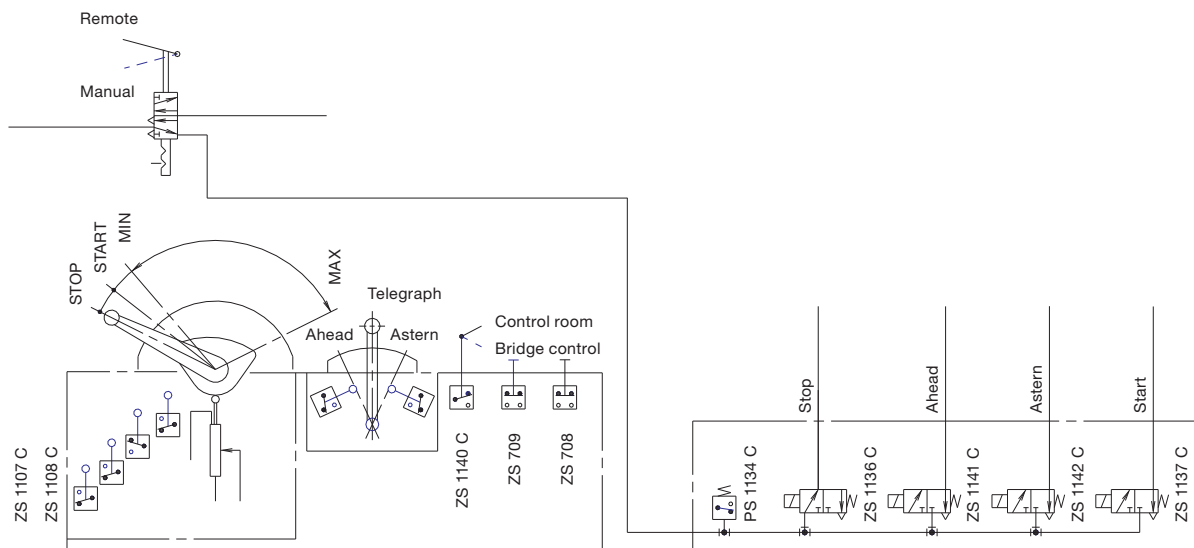 Remote
Manual
STOP
START
MIN
MAX
Telegraph
Ahead
Astern
Control room
Bridge control
ZS 1107 C
ZS 1108 C
ZS 1140 C
ZS 709
ZS 708
Stop
Ahead
Astern
Start
PS 1134 C
ZS 1136 C
ZS 1141 C
ZS 1142 C
ZS 1137 C